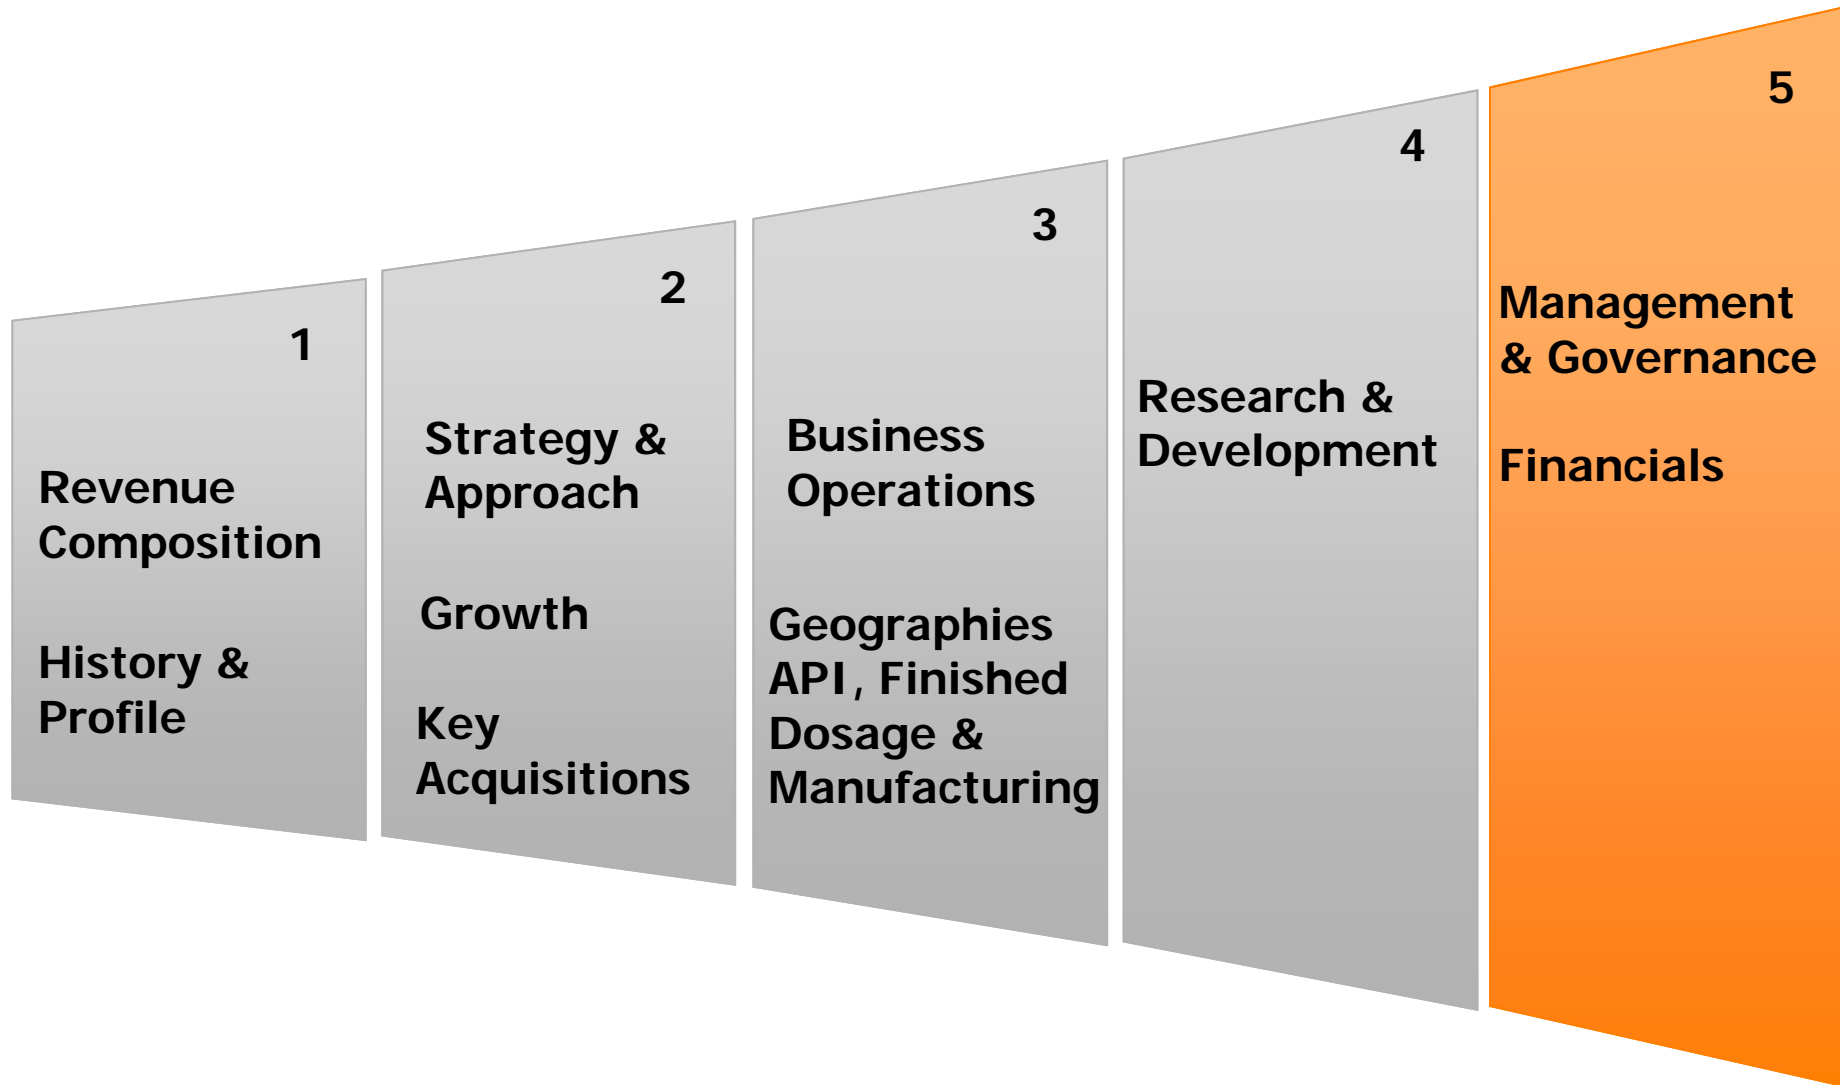 1
Revenue
Composition
History &
Profile
2
Strategy &
Approach
Growth
Key
Acquisitions
3
Business
Operations
Geographies
API, Finished
Dosage &
Manufacturing
4
Research &
Development
5
Management
& Governance
Financials